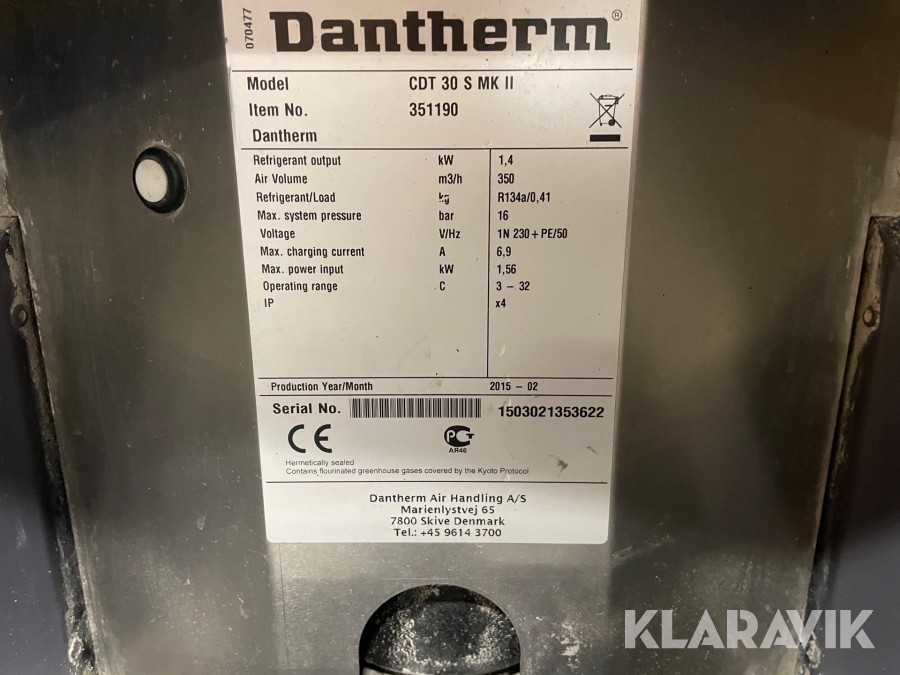 070477
Dantherm®
Model CDT 30 S MK II
Item No. 351190
Dantherm
Refrigerant output kW 1,4
Air Volume m3/h 350
Refrigerant/Load kg R134a/0,41
Max. system pressure bar 16
Voltage V/Hz 1N 230 + PE/50
Max. charging current A 6,9
Max. power input kW 1,56
Operating range C 3 – 32
IP x4
Production Year/Month 2015 – 02
Serial No. 1503021353622
CE
РСТ
АЯ46
Hermetically sealed
Contains flourinated greenhouse gases covered by the Kyoto Protocol
Dantherm Air Handling A/S
Marienlystvej 65
7800 Skive Denmark
Tel.: +45 9614 3700
KLARAVIK